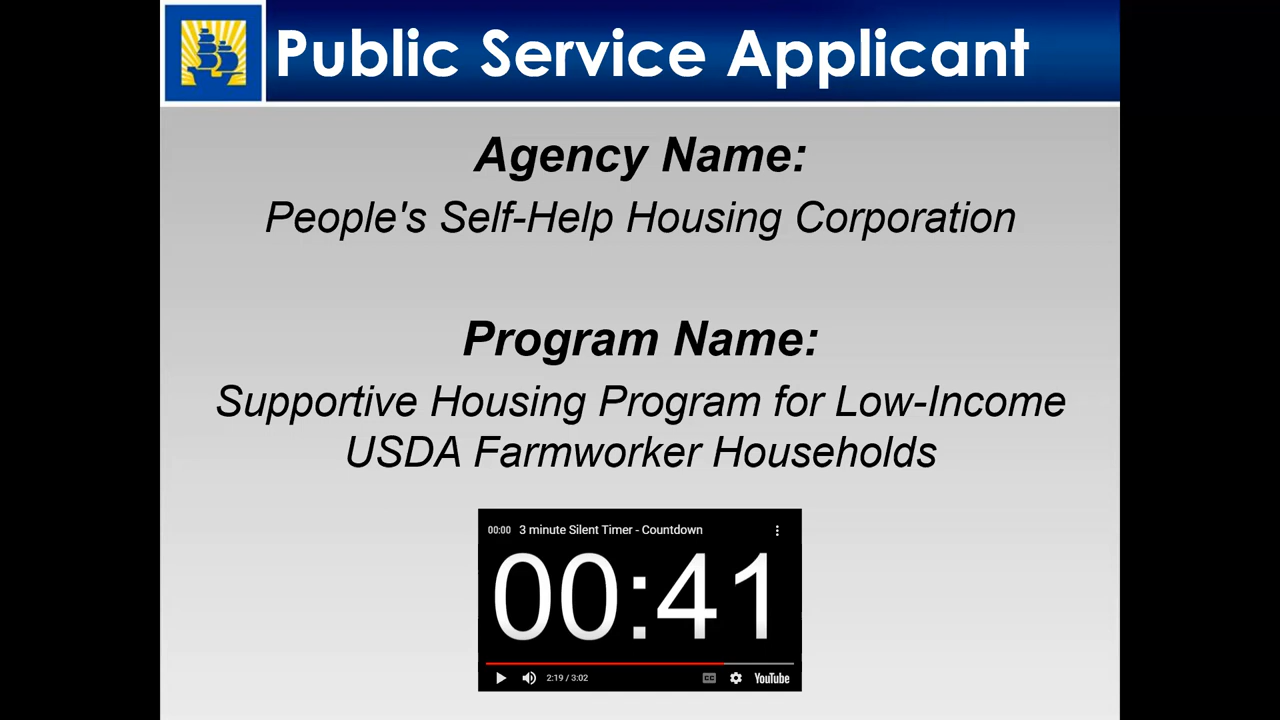 Public Service Applicant
Agency Name:
People's Self-Help Housing Corporation
Program Name:
Supportive Housing Program for Low-Income
USDA Farmworker Households
00:00 3 minute Silent Timer - Countdown
00:41
2:19 / 3:02 CC YouTube